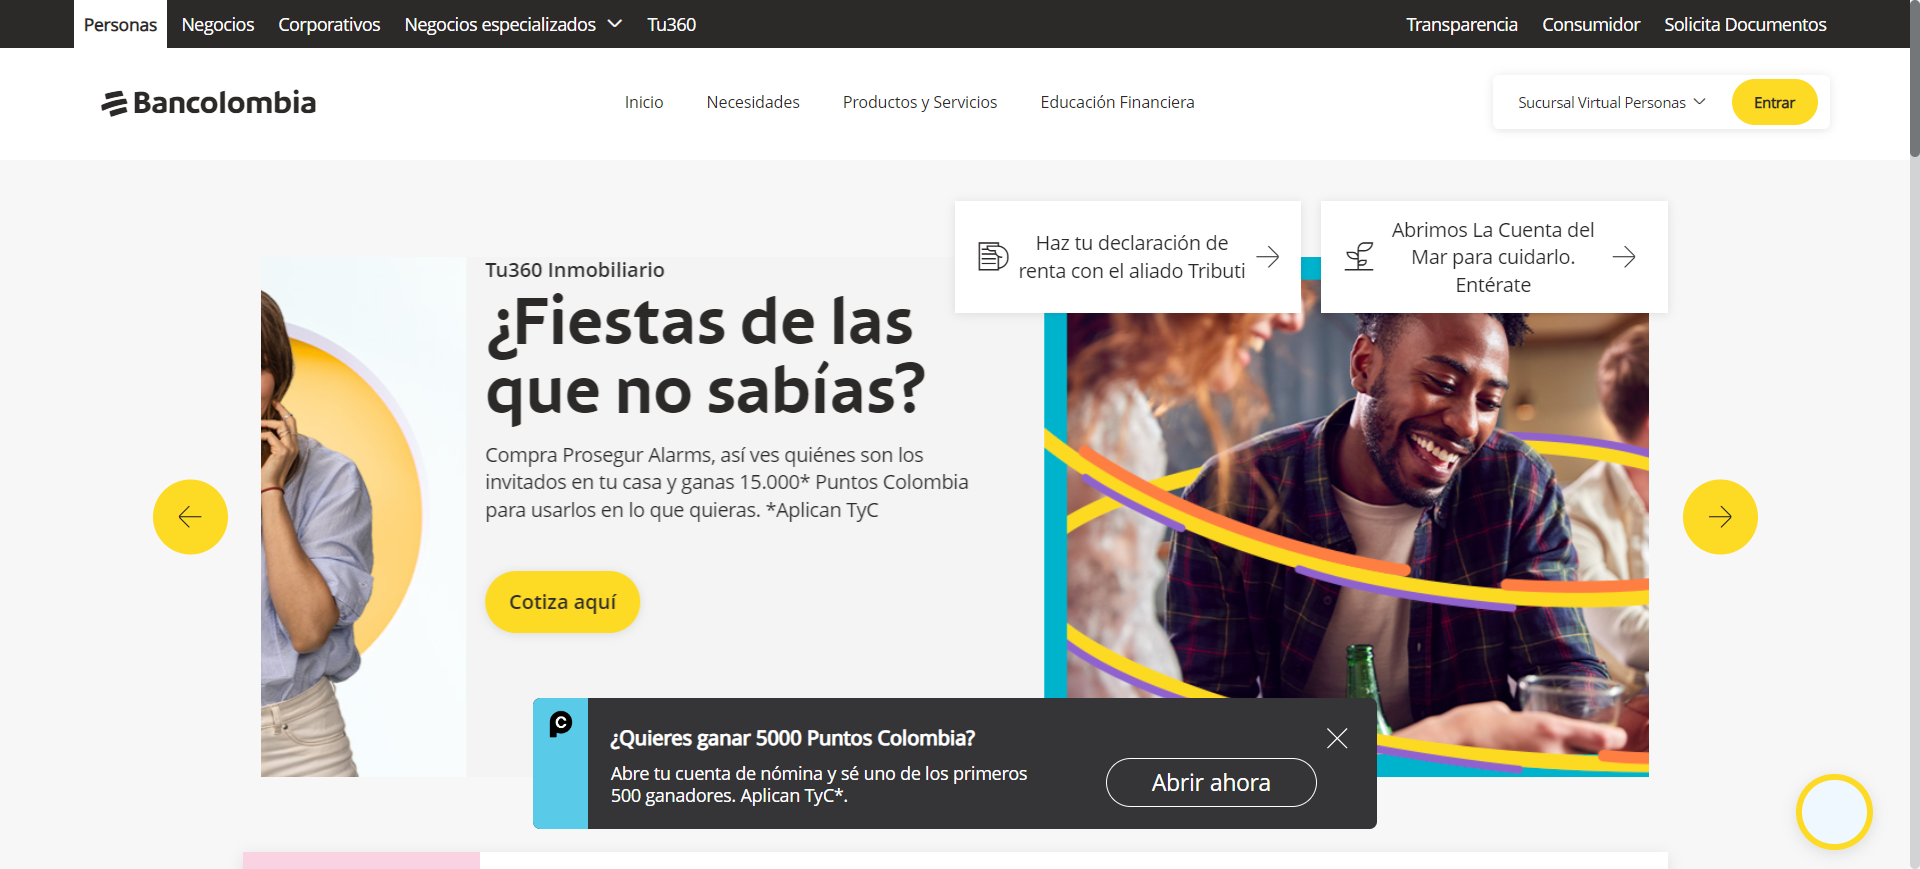 Personas
Negocios
Corporativos
Negocios especializados
Tu360
Transparencia
Consumidor
Solicita Documentos
Bancolombia
Inicio
Productos y Servicios
Necesidades
Educación Financiera
Sucursal Virtual Personas
Entrar
Haz tu declaración de
renta con el aliado Tributi
Abrimos La Cuenta del
Mar para cuidarlo.
Entérate
Tu360 Inmobiliario
¿Fiestas de las
que no sabías?
Compra Prosegur Alarms, así ves quiénes son los
invitados en tu casa y ganas 15.000* Puntos Colombia
para usarlos en lo que quieras. *Aplican TyC
Cotiza aquí
¿Quieres ganar 5000 Puntos Colombia?
Abre tu cuenta de nómina y sé uno de los primeros
500 ganadores. Aplican TyC*.
Abrir ahora